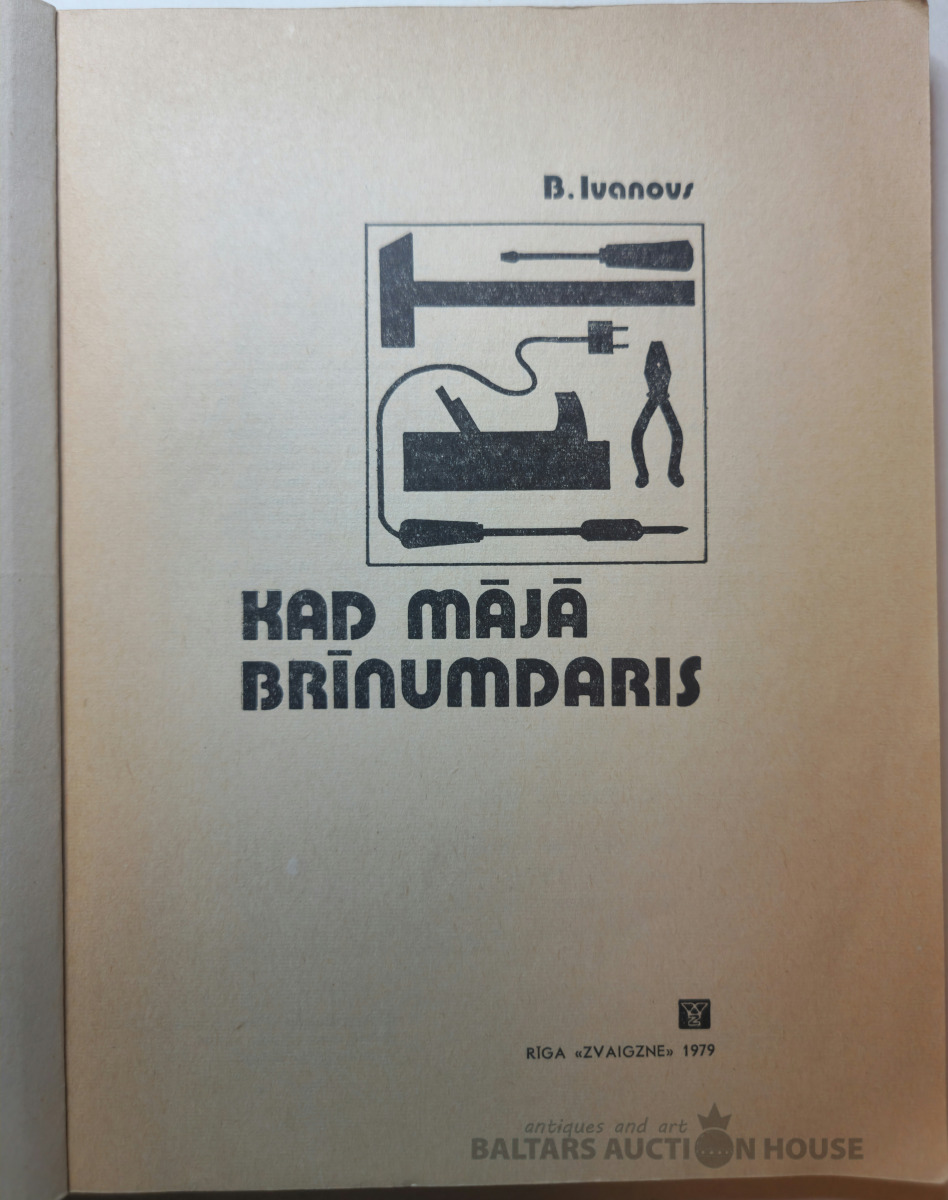 B. Ivanovs
KAD MĀJĀ
BRĪNUMDARIS
RĪGA «ZVAIGZNE» 1979
antiques and art
BALTARS AUCTION HOUSE